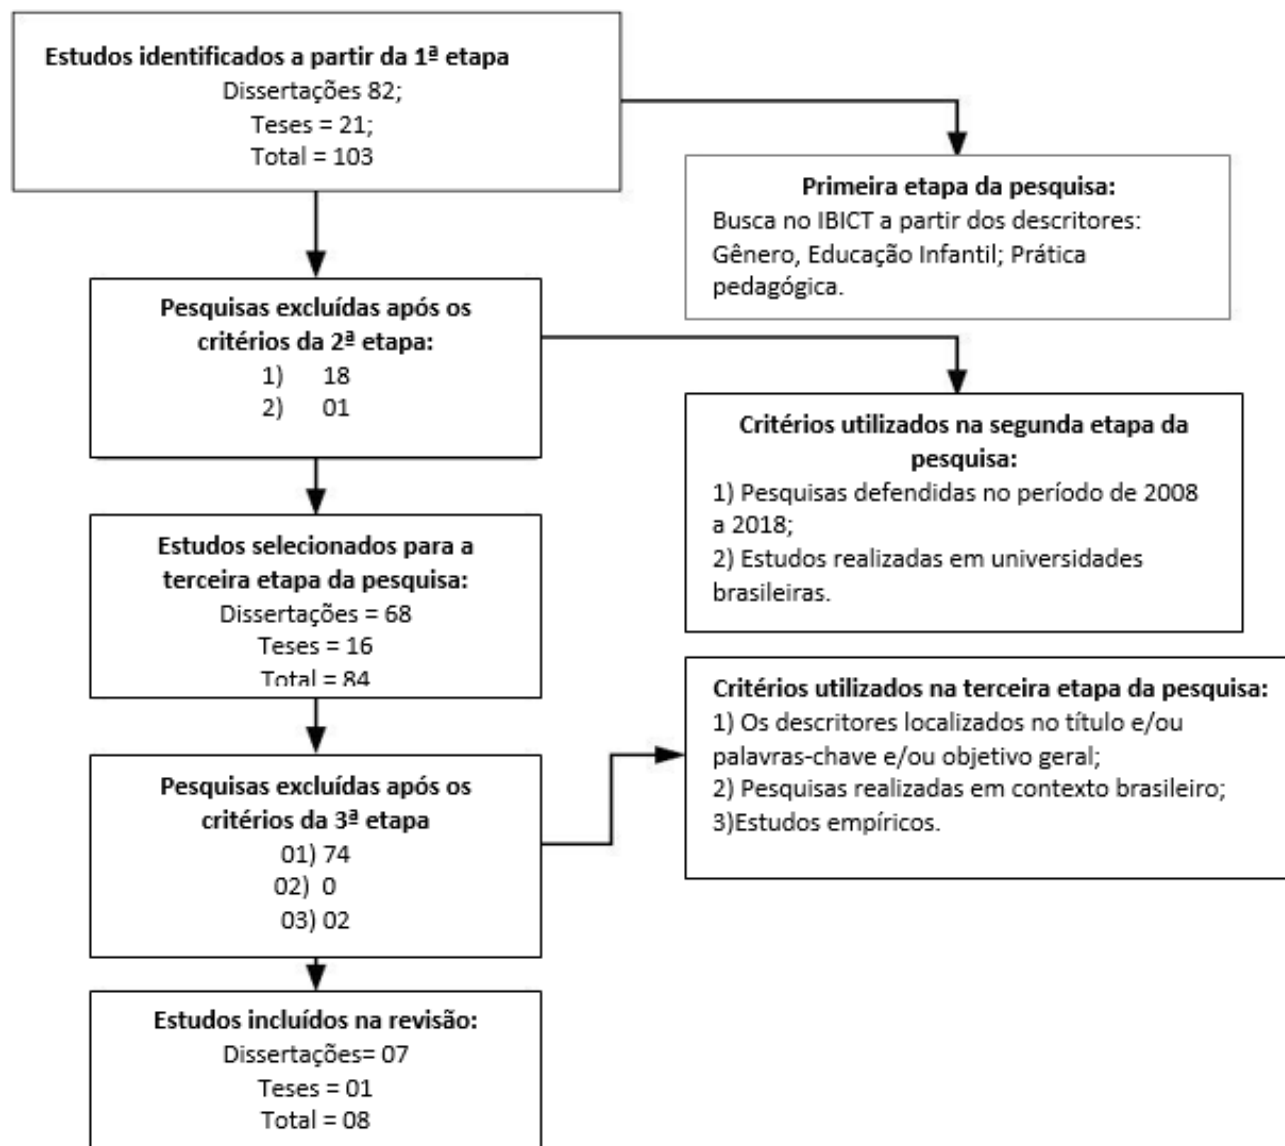 Estudos identificados a partir da 1ª etapa
Dissertações 82;
Teses = 21;
Total = 103
Primeira etapa da pesquisa:
Busca no IBICT a partir dos descritores:
Gênero, Educação Infantil; Prática
pedagógica.
Pesquisas excluídas após os
critérios da 2ª etapa:
1) 18
2) 01
Critérios utilizados na segunda etapa da
pesquisa:
1) Pesquisas defendidas no período de 2008
a 2018;
2) Estudos realizadas em universidades
brasileiras.
Estudos selecionados para a
terceira etapa da pesquisa:
Dissertações = 68
Teses = 16
Total = 84
Critérios utilizados na terceira etapa da pesquisa:
1) Os descritores localizados no título e/ou
palavras-chave e/ou objetivo geral;
2) Pesquisas realizadas em contexto brasileiro;
3)Estudos empíricos.
Pesquisas excluídas após os
critérios da 3ª etapa
01) 74
02) 0
03) 02
Estudos incluídos na revisão:
Dissertações= 07
Teses = 01
Total = 08